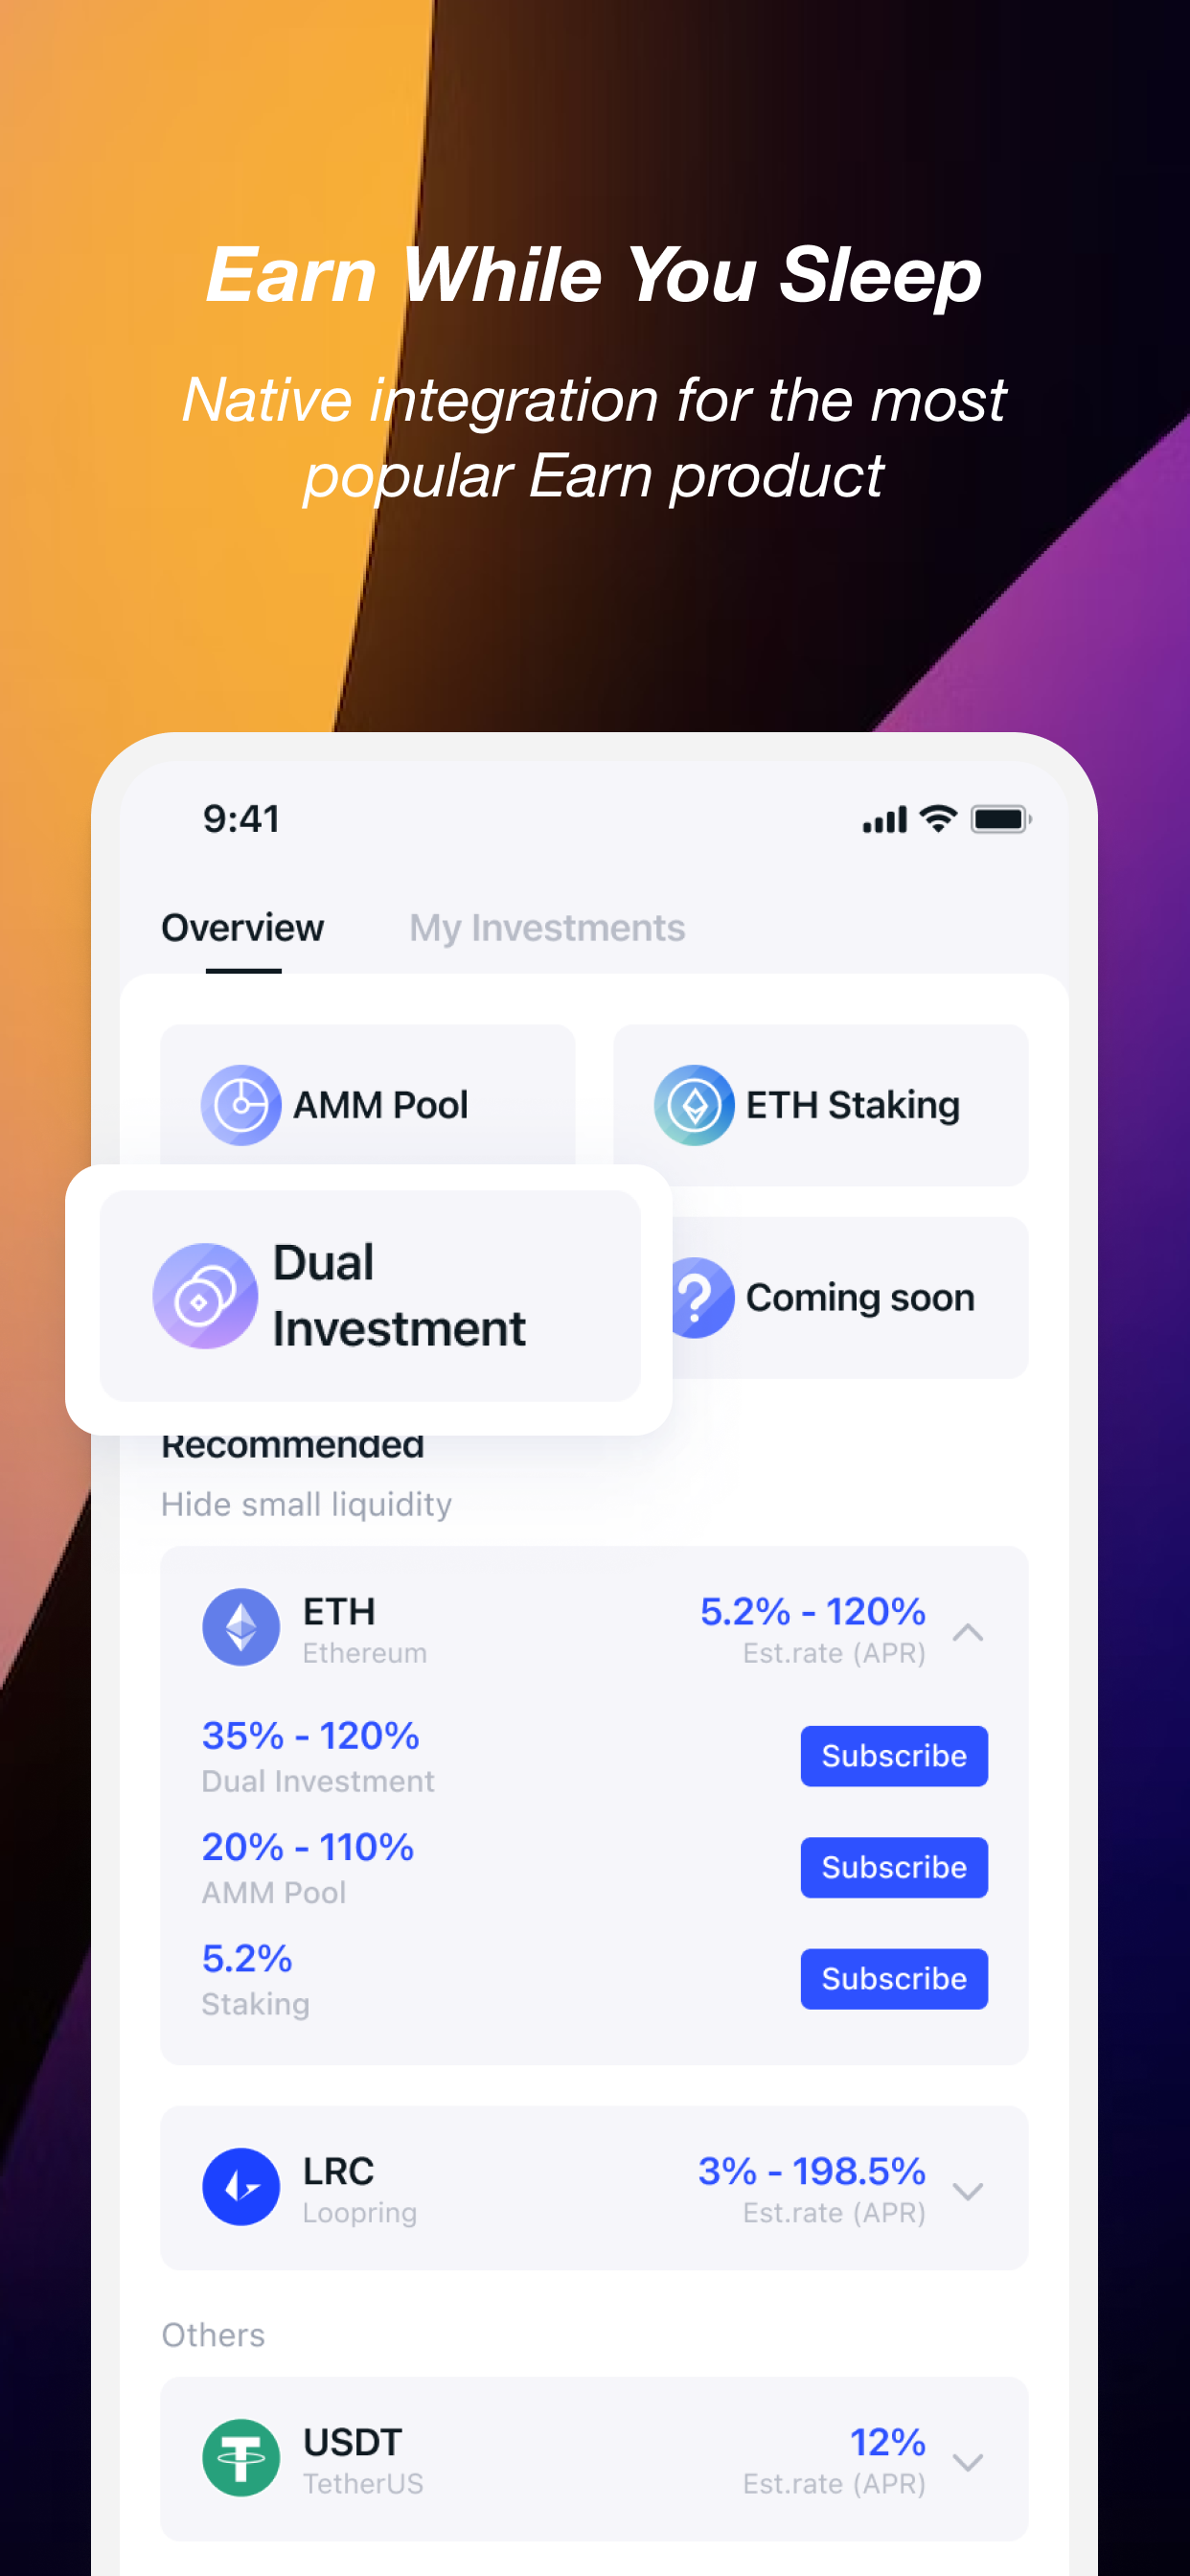 Earn While You Sleep
Native integration for the most
popular Earn product
9:41
Overview My Investments
AMM Pool ETH Staking
Dual
Investment
Coming soon
Recommended
Hide small liquidity
ETH 5.2% - 120%
Ethereum Est.rate (APR)
35% - 120%
Dual Investment
Subscribe
20% - 110%
AMM Pool
Subscribe
5.2%
Staking
Subscribe
LRC 3% - 198.5%
Loopring Est.rate (APR)
Others
USDT 12%
TetherUS Est.rate (APR)